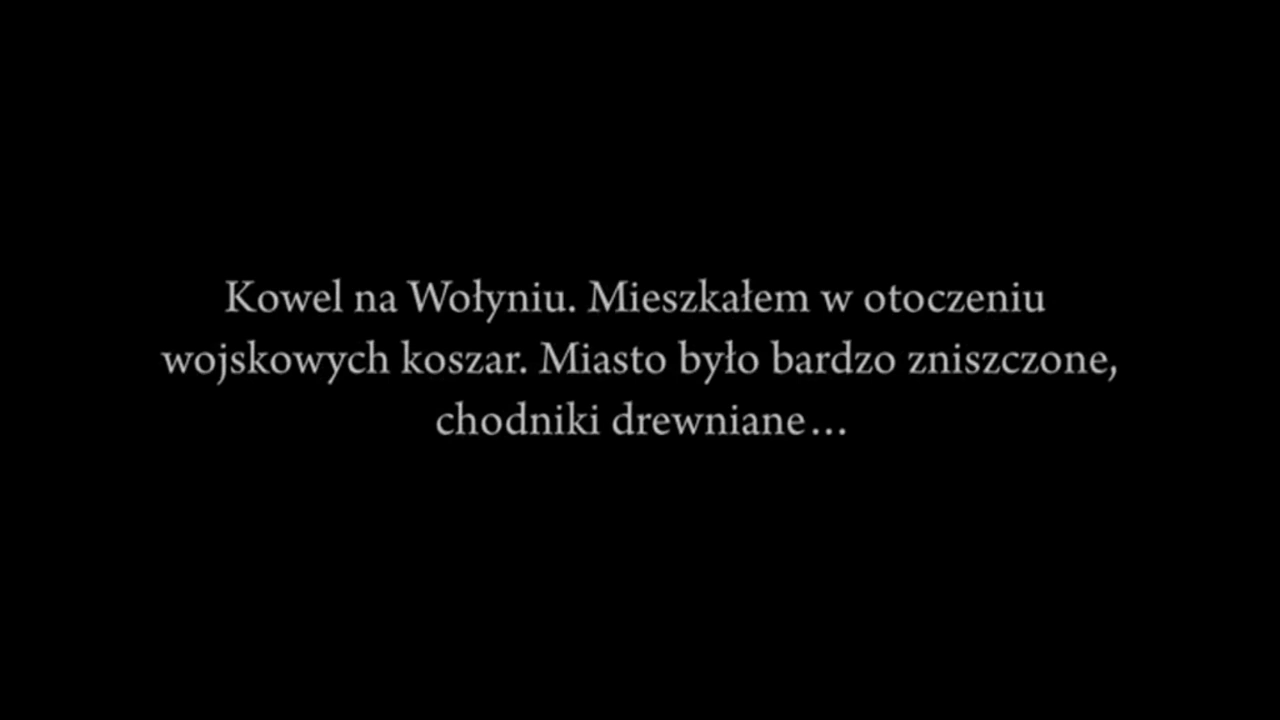 Kowel na Wołyniu. Mieszkałem w otoczeniu
wojskowych koszar. Miasto było bardzo zniszczone,
chodniki drewniane…